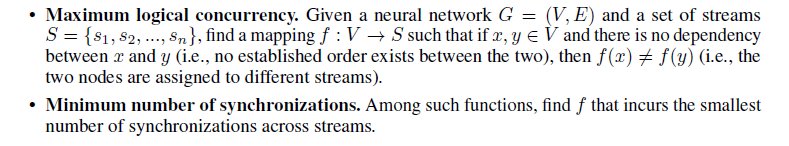 • Maximum logical concurrency. Given a neural network G = (V, E) and a set of streams
S = {s₁, s₂, ..., sₙ}, find a mapping f : V → S such that if x, y ∈ V and there is no dependency
between x and y (i.e., no established order exists between the two), then f(x) ≠ f(y) (i.e., the
two nodes are assigned to different streams).
• Minimum number of synchronizations. Among such functions, find f that incurs the smallest
number of synchronizations across streams.